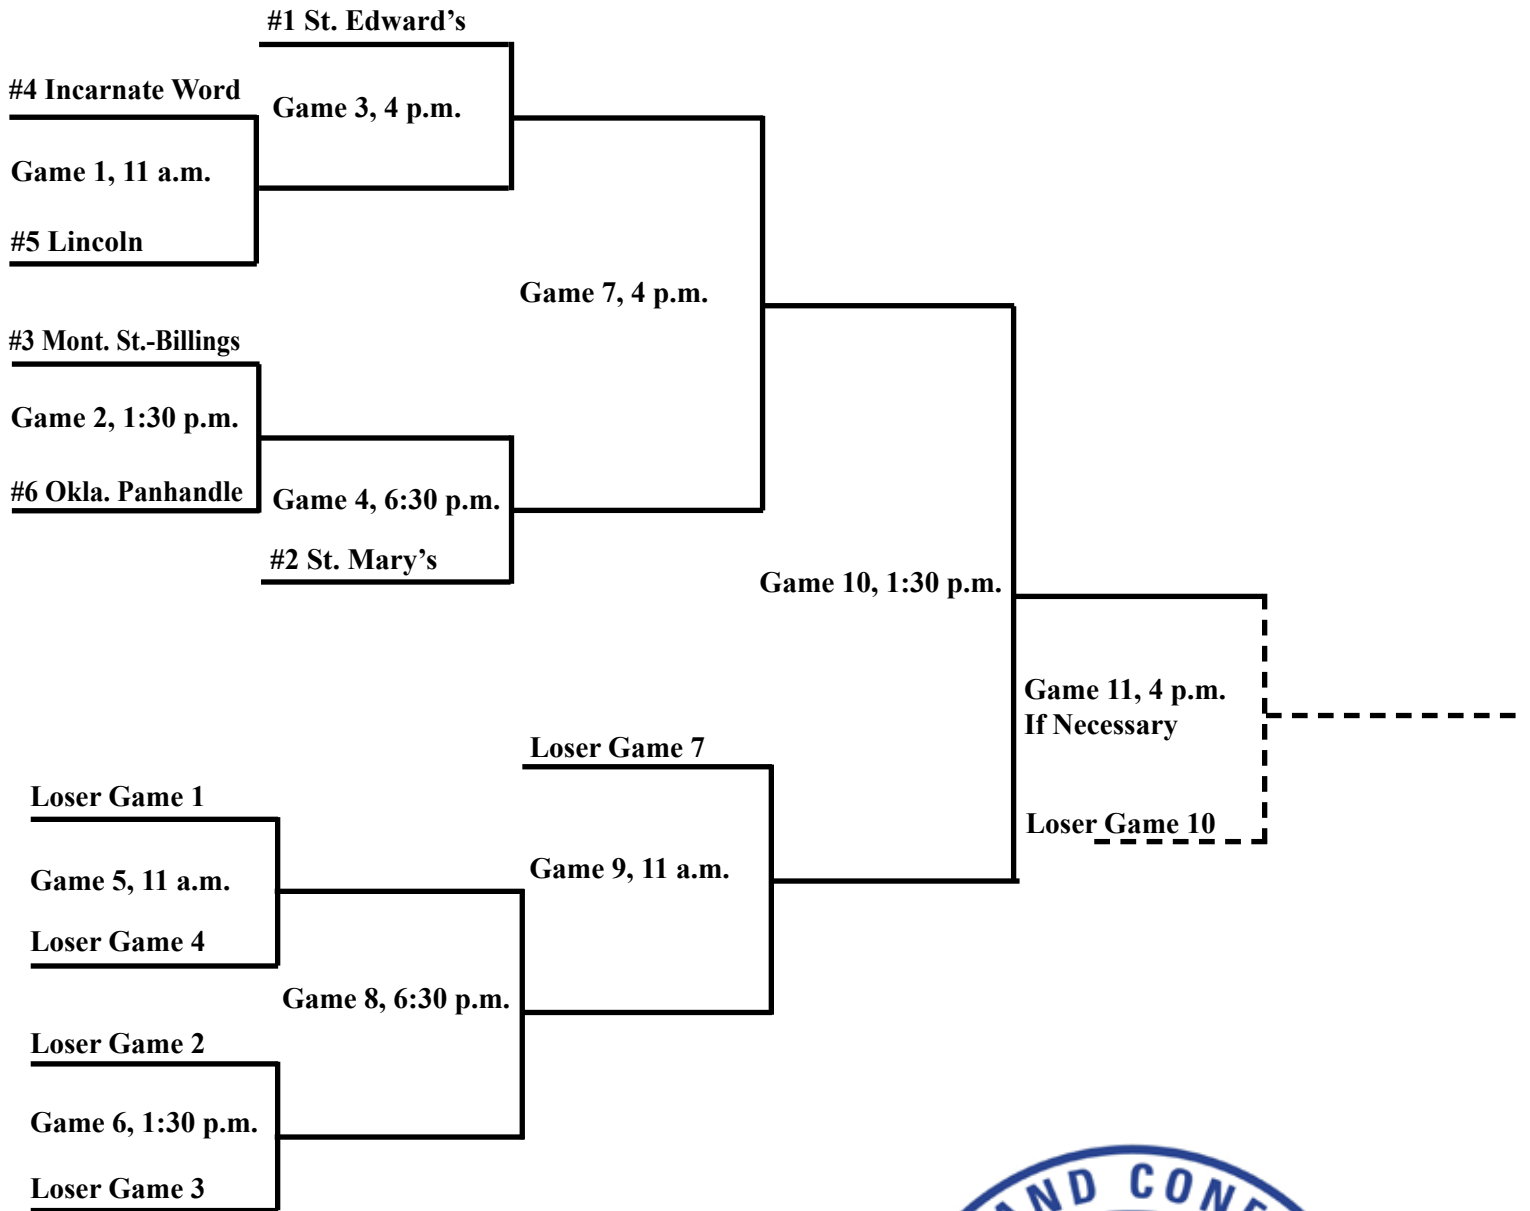 #1 St. Edward’s
#4 Incarnate Word
Game 3, 4 p.m.
Game 1, 11 a.m.
#5 Lincoln
Game 7, 4 p.m.
#3 Mont. St.-Billings
Game 2, 1:30 p.m.
#6 Okla. Panhandle
Game 4, 6:30 p.m.
#2 St. Mary’s
Game 10, 1:30 p.m.
Game 11, 4 p.m.
If Necessary
Loser Game 7
Loser Game 1
Loser Game 10
Game 9, 11 a.m.
Game 5, 11 a.m.
Loser Game 4
Game 8, 6:30 p.m.
Loser Game 2
Game 6, 1:30 p.m.
Loser Game 3